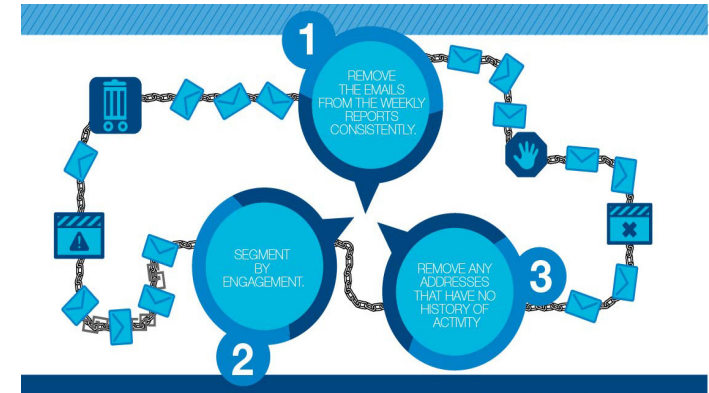 1
REMOVE
THE EMAILS
FROM THE WEEKLY
REPORTS
CONSISTENTLY.
SEGMENT
BY
ENGAGEMENT.
2
REMOVE ANY
ADDRESSES
THAT HAVE NO
HISTORY OF
ACTIVITY
3